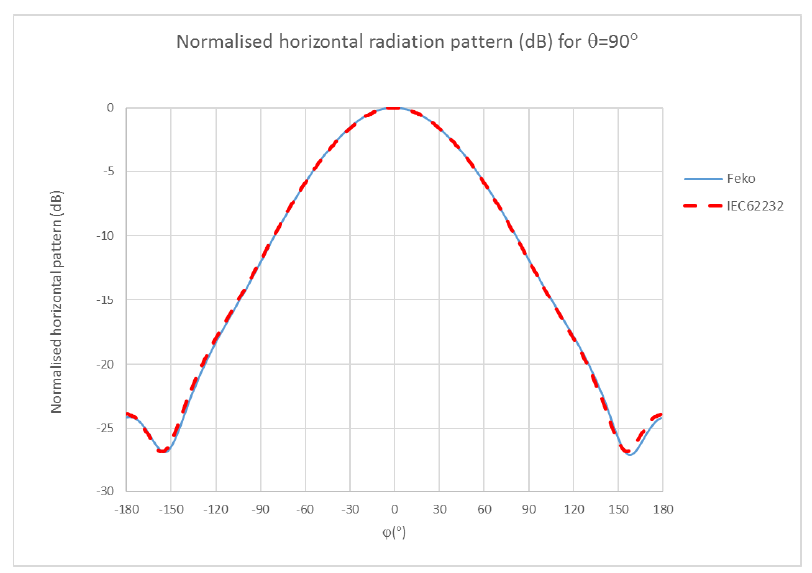 Normalised horizontal radiation pattern (dB) for θ=90°
Normalised horizontal pattern (dB)
0
-5
-10
-15
-20
-25
-30
-180 -150 -120 -90 -60 -30 0 30 60 90 120 150 180
φ(°)
Feko
IEC62232